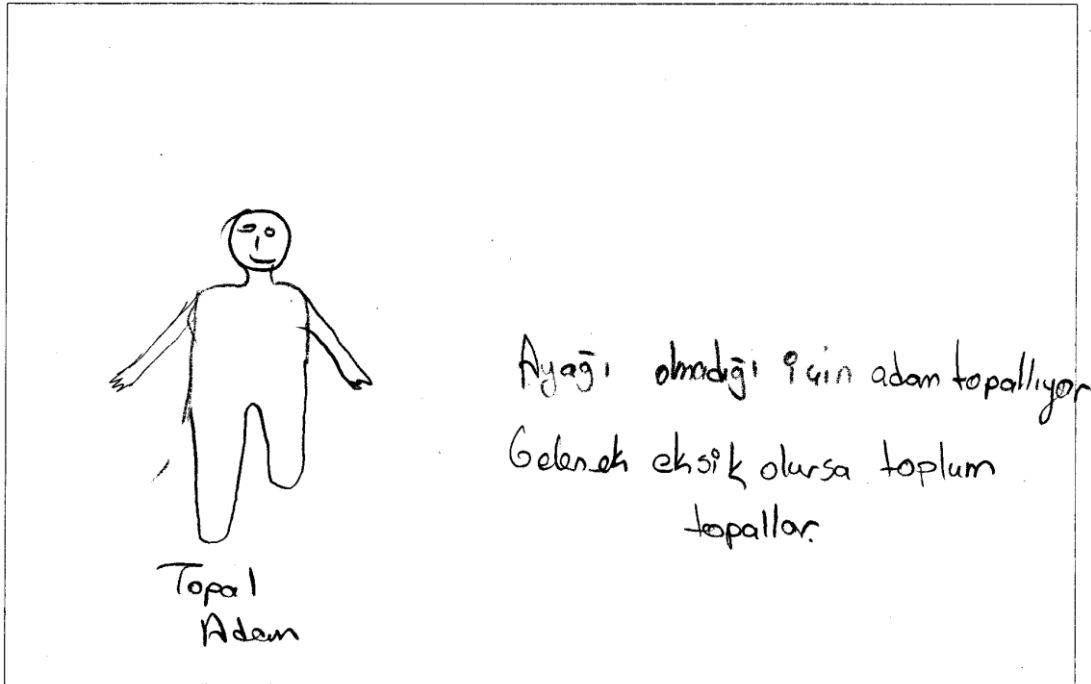 Ayağı olmadığı için adam topallıyor
Gelenek eksik olursa toplum
topallar.
Topal
Adam